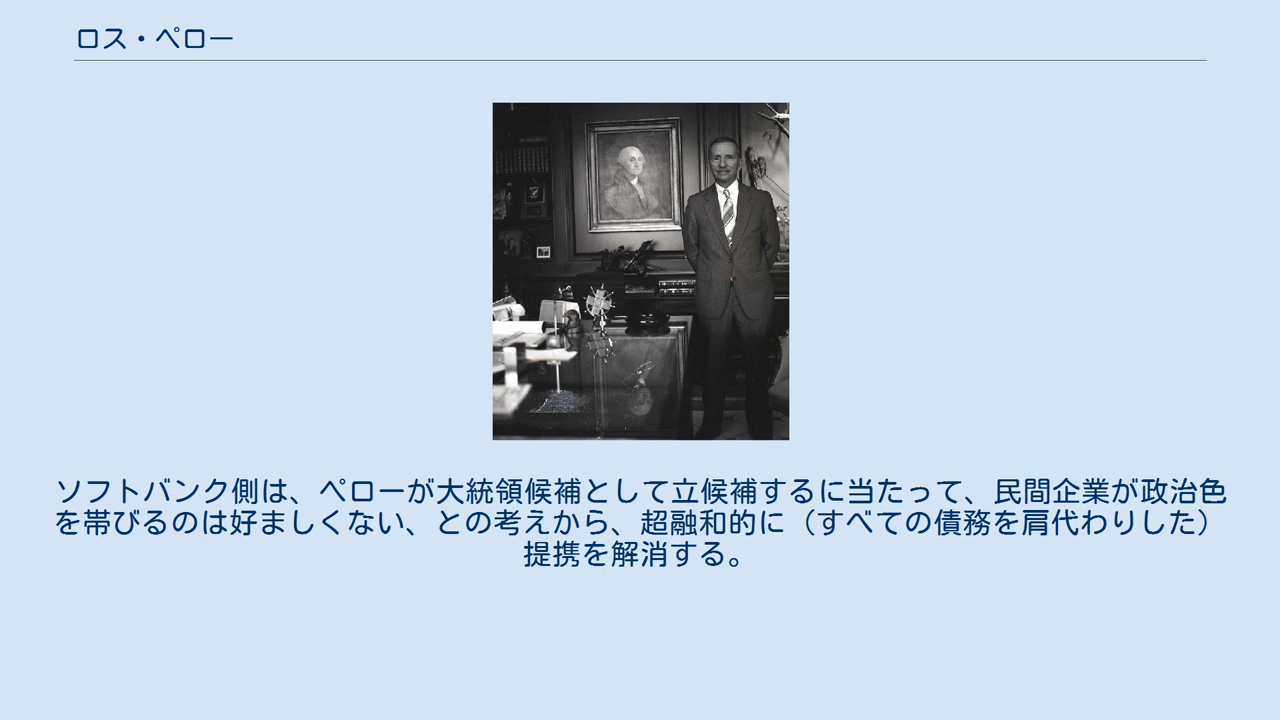 ロス・ペロー
ソフトバンク側は、ペローが大統領候補として立候補するに当たって、民間企業が政治色
を帯びるのは好ましくない、との考えから、超融和的に（すべての債務を肩代わりした）
提携を解消する。